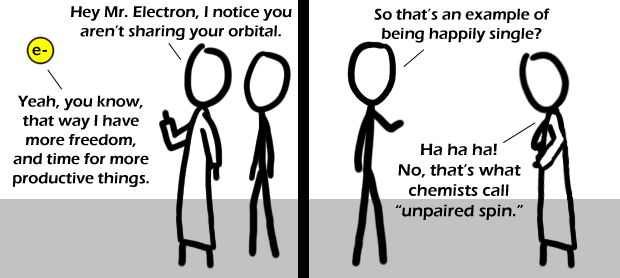 Hey Mr. Electron, I notice you
aren't sharing your orbital.
e-
Yeah, you know,
that way I have
more freedom,
and time for more
productive things.
So that's an example of
being happily single?
Ha ha ha!
No, that's what
chemists call
“unpaired spin.”